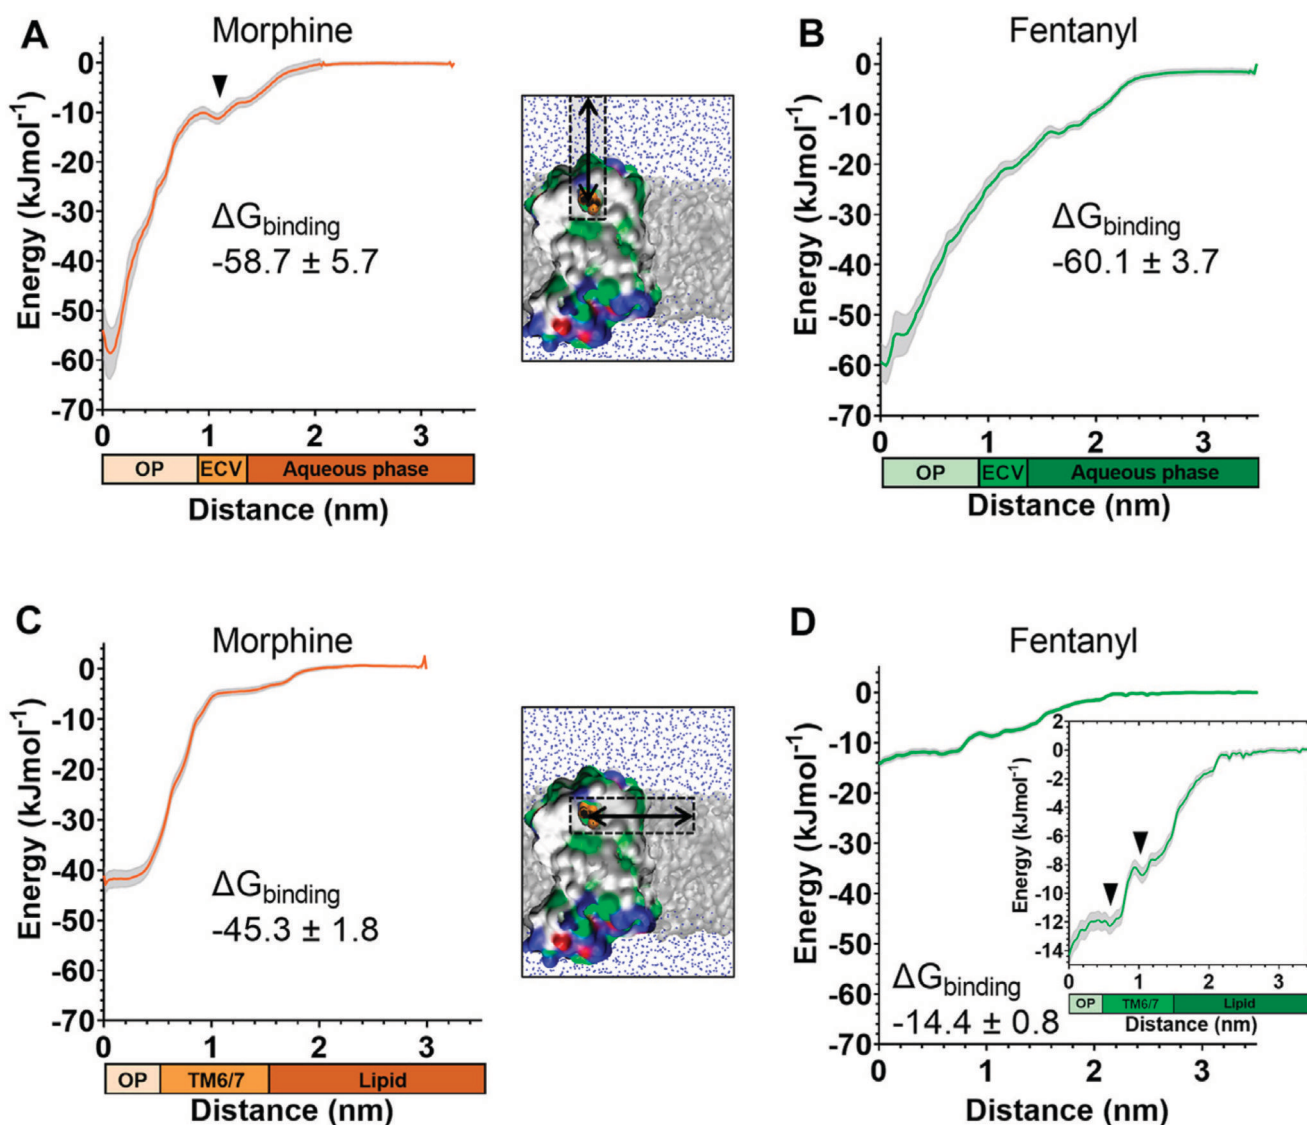 A
Morphine
Energy (kJmol⁻¹)
0
-10
-20
-30
-40
-50
-60
-70
ΔGbinding
-58.7 ± 5.7
0 1 2 3
OP ECV Aqueous phase
Distance (nm)
B
Fentanyl
Energy (kJmol⁻¹)
0
-10
-20
-30
-40
-50
-60
-70
ΔGbinding
-60.1 ± 3.7
0 1 2 3
OP ECV Aqueous phase
Distance (nm)
C
Morphine
Energy (kJmol⁻¹)
0
-10
-20
-30
-40
-50
-60
-70
ΔGbinding
-45.3 ± 1.8
0 1 2 3
OP TM6/7 Lipid
Distance (nm)
D
Fentanyl
Energy (kJmol⁻¹)
0
-10
-20
-30
-40
-50
-60
-70
ΔGbinding
-14.4 ± 0.8
0 1 2 3
Distance (nm)
Energy (kJmol⁻¹)
2
0
-2
-4
-6
-8
-10
-12
-14
0 1 2 3
OP TM6/7 Lipid
Distance (nm)